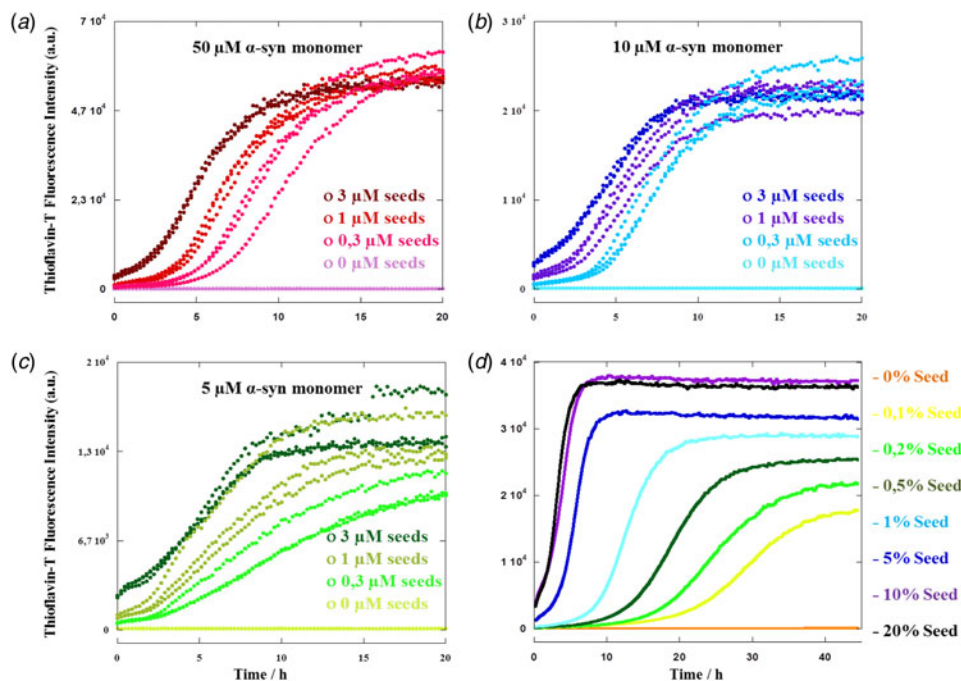 (a)
50 µM α-syn monomer
Thioflavin-T Fluorescence Intensity (a.u.)
7 10⁴
4,7 10⁴
2,3 10⁴
0
0 5 10 15 20
o 3 µM seeds
o 1 µM seeds
o 0,3 µM seeds
o 0 µM seeds
(b)
10 µM α-syn monomer
3 10⁴
2 10⁴
1 10⁴
0
0 5 10 15 20
o 3 µM seeds
o 1 µM seeds
o 0,3 µM seeds
o 0 µM seeds
(c)
5 µM α-syn monomer
Thioflavin-T Fluorescence Intensity (a.u.)
2 10⁴
1,3 10⁴
6,7 10³
0
0 5 10 15 20
Time / h
o 3 µM seeds
o 1 µM seeds
o 0,3 µM seeds
o 0 µM seeds
(d)
4 10⁴
3 10⁴
2 10⁴
1 10⁴
0
0 10 20 30 40
Time / h
- 0% Seed
- 0,1% Seed
- 0,2% Seed
- 0,5% Seed
- 1% Seed
- 5% Seed
- 10% Seed
- 20% Seed